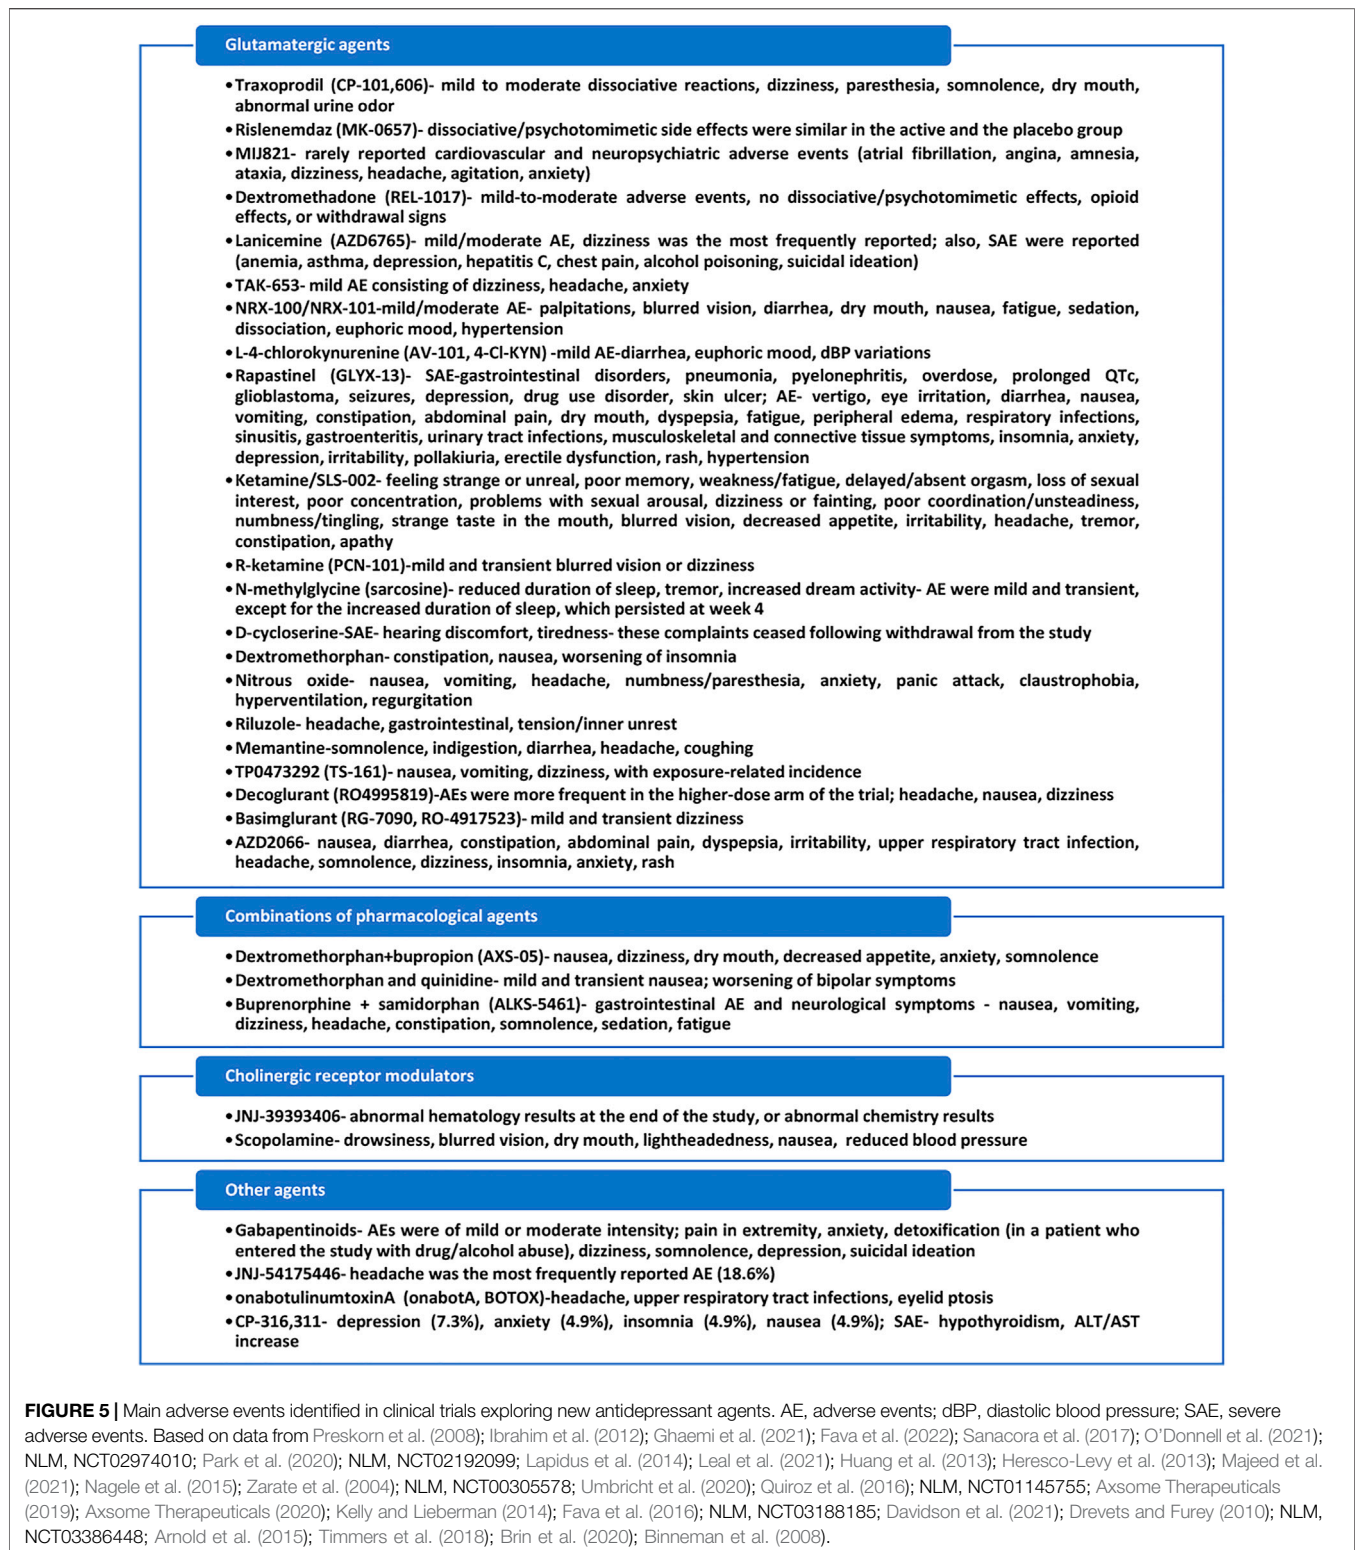 Glutamatergic agents
•Traxoprodil (CP-101,606)- mild to moderate dissociative reactions, dizziness, paresthesia, somnolence, dry mouth,
abnormal urine odor
•Rislenemdaz (MK-0657)- dissociative/psychotomimetic side effects were similar in the active and the placebo group
•MIJ821- rarely reported cardiovascular and neuropsychiatric adverse events (atrial fibrillation, angina, amnesia,
ataxia, dizziness, headache, agitation, anxiety)
•Dextromethadone (REL-1017)- mild-to-moderate adverse events, no dissociative/psychotomimetic effects, opioid
effects, or withdrawal signs
•Lanicemine (AZD6765)- mild/moderate AE, dizziness was the most frequently reported; also, SAE were reported
(anemia, asthma, depression, hepatitis C, chest pain, alcohol poisoning, suicidal ideation)
•TAK-653- mild AE consisting of dizziness, headache, anxiety
•NRX-100/NRX-101-mild/moderate AE- palpitations, blurred vision, diarrhea, dry mouth, nausea, fatigue, sedation,
dissociation, euphoric mood, hypertension
•L-4-chlorokynurenine (AV-101, 4-Cl-KYN) -mild AE-diarrhea, euphoric mood, dBP variations
•Rapastinel (GLYX-13)- SAE-gastrointestinal disorders, pneumonia, pyelonephritis, overdose, prolonged QTc,
glioblastoma, seizures, depression, drug use disorder, skin ulcer; AE- vertigo, eye irritation, diarrhea, nausea,
vomiting, constipation, abdominal pain, dry mouth, dyspepsia, fatigue, peripheral edema, respiratory infections,
sinusitis, gastroenteritis, urinary tract infections, musculoskeletal and connective tissue symptoms, insomnia, anxiety,
depression, irritability, pollakiuria, erectile dysfunction, rash, hypertension
•Ketamine/SLS-002- feeling strange or unreal, poor memory, weakness/fatigue, delayed/absent orgasm, loss of sexual
interest, poor concentration, problems with sexual arousal, dizziness or fainting, poor coordination/unsteadiness,
numbness/tingling, strange taste in the mouth, blurred vision, decreased appetite, irritability, headache, tremor,
constipation, apathy
•R-ketamine (PCN-101)-mild and transient blurred vision or dizziness
•N-methylglycine (sarcosine)- reduced duration of sleep, tremor, increased dream activity- AE were mild and transient,
except for the increased duration of sleep, which persisted at week 4
•D-cycloserine-SAE- hearing discomfort, tiredness- these complaints ceased following withdrawal from the study
•Dextromethorphan- constipation, nausea, worsening of insomnia
•Nitrous oxide- nausea, vomiting, headache, numbness/paresthesia, anxiety, panic attack, claustrophobia,
hyperventilation, regurgitation
•Riluzole- headache, gastrointestinal, tension/inner unrest
•Memantine-somnolence, indigestion, diarrhea, headache, coughing
•TP0473292 (TS-161)- nausea, vomiting, dizziness, with exposure-related incidence
•Decoglurant (RO4995819)-AEs were more frequent in the higher-dose arm of the trial; headache, nausea, dizziness
•Basimglurant (RG-7090, RO-4917523)- mild and transient dizziness
•AZD2066- nausea, diarrhea, constipation, abdominal pain, dyspepsia, irritability, upper respiratory tract infection,
headache, somnolence, dizziness, insomnia, anxiety, rash
Combinations of pharmacological agents
•Dextromethorphan+bupropion (AXS-05)- nausea, dizziness, dry mouth, decreased appetite, anxiety, somnolence
•Dextromethorphan and quinidine- mild and transient nausea; worsening of bipolar symptoms
•Buprenorphine + samidorphan (ALKS-5461)- gastrointestinal AE and neurological symptoms - nausea, vomiting,
dizziness, headache, constipation, somnolence, sedation, fatigue
Cholinergic receptor modulators
•JNJ-39393406- abnormal hematology results at the end of the study, or abnormal chemistry results
•Scopolamine- drowsiness, blurred vision, dry mouth, lightheadedness, nausea, reduced blood pressure
Other agents
•Gabapentinoids- AEs were of mild or moderate intensity; pain in extremity, anxiety, detoxification (in a patient who
entered the study with drug/alcohol abuse), dizziness, somnolence, depression, suicidal ideation
•JNJ-54175446- headache was the most frequently reported AE (18.6%)
•onabotulinumtoxinA (onabotA, BOTOX)-headache, upper respiratory tract infections, eyelid ptosis
•CP-316,311- depression (7.3%), anxiety (4.9%), insomnia (4.9%), nausea (4.9%); SAE- hypothyroidism, ALT/AST
increase
FIGURE 5 | Main adverse events identified in clinical trials exploring new antidepressant agents. AE, adverse events; dBP, diastolic blood pressure; SAE, severe
adverse events. Based on data from Preskorn et al. (2008); Ibrahim et al. (2012); Ghaemi et al. (2021); Fava et al. (2022); Sanacora et al. (2017); O'Donnell et al. (2021);
NLM, NCT02974010; Park et al. (2020); NLM, NCT02192099; Lapidus et al. (2014); Leal et al. (2021); Huang et al. (2013); Heresco-Levy et al. (2013); Majeed et al.
(2021); Nagele et al. (2015); Zarate et al. (2004); NLM, NCT00305578; Umbricht et al. (2020); Quiroz et al. (2016); NLM, NCT01145755; Axsome Therapeuticals
(2019); Axsome Therapeuticals (2020); Kelly and Lieberman (2014); Fava et al. (2016); NLM, NCT03188185; Davidson et al. (2021); Drevets and Furey (2010); NLM,
NCT03386448; Arnold et al. (2015); Timmers et al. (2018); Brin et al. (2020); Binneman et al. (2008).